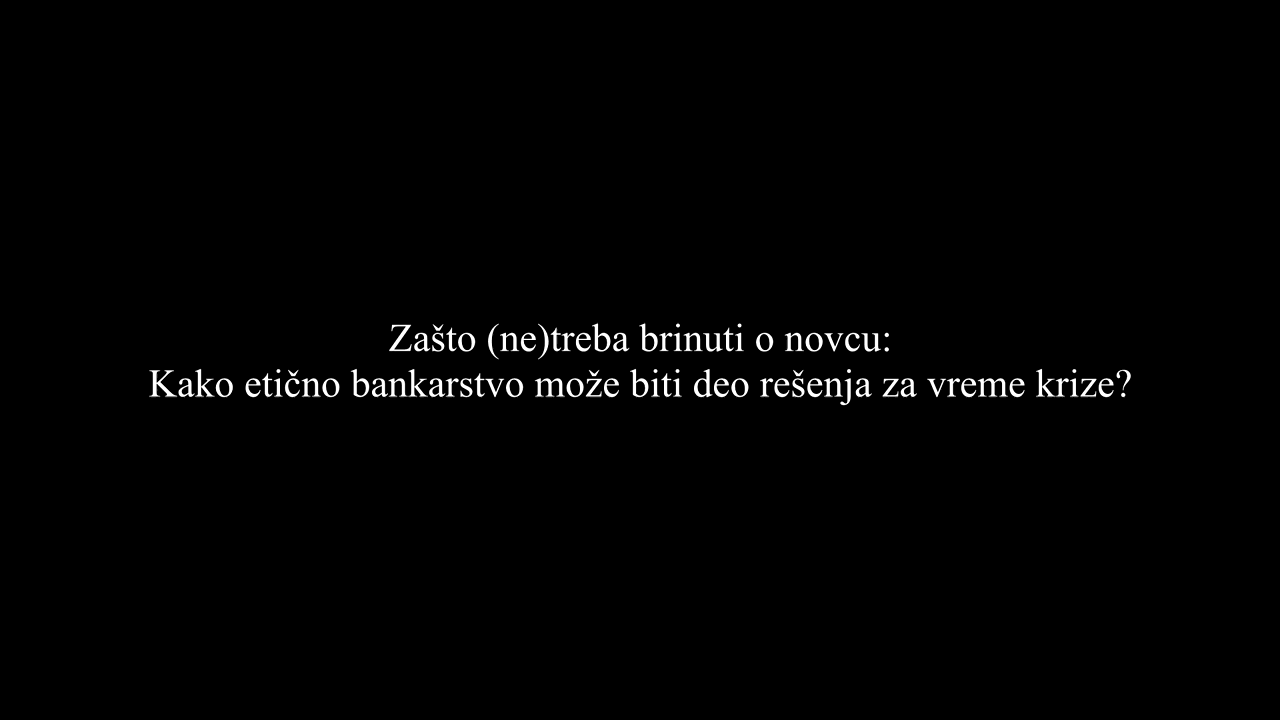 Zašto (ne)treba brinuti o novcu:
Kako etično bankarstvo može biti deo rešenja za vreme krize?